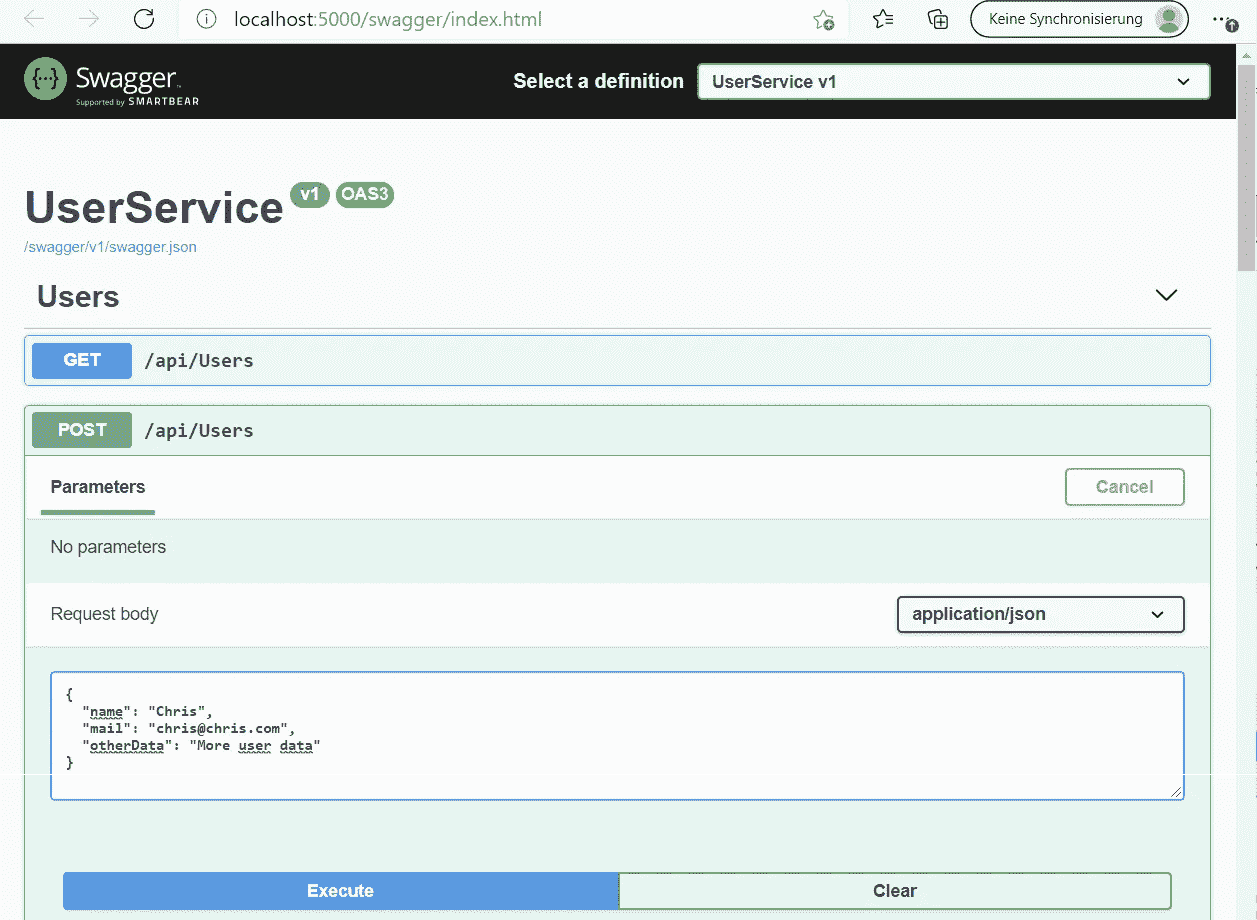 localhost:5000/swagger/index.html
Keine Synchronisierung
Swagger
Supported by SMARTBEAR
Select a definition
UserService v1
UserService v1 OAS3
/swagger/v1/swagger.json
Users
GET /api/Users
POST /api/Users
Parameters
Cancel
No parameters
Request body
application/json
{
"name": "Chris",
"mail": "chris@chris.com",
"otherData": "More user data"
}
Execute
Clear